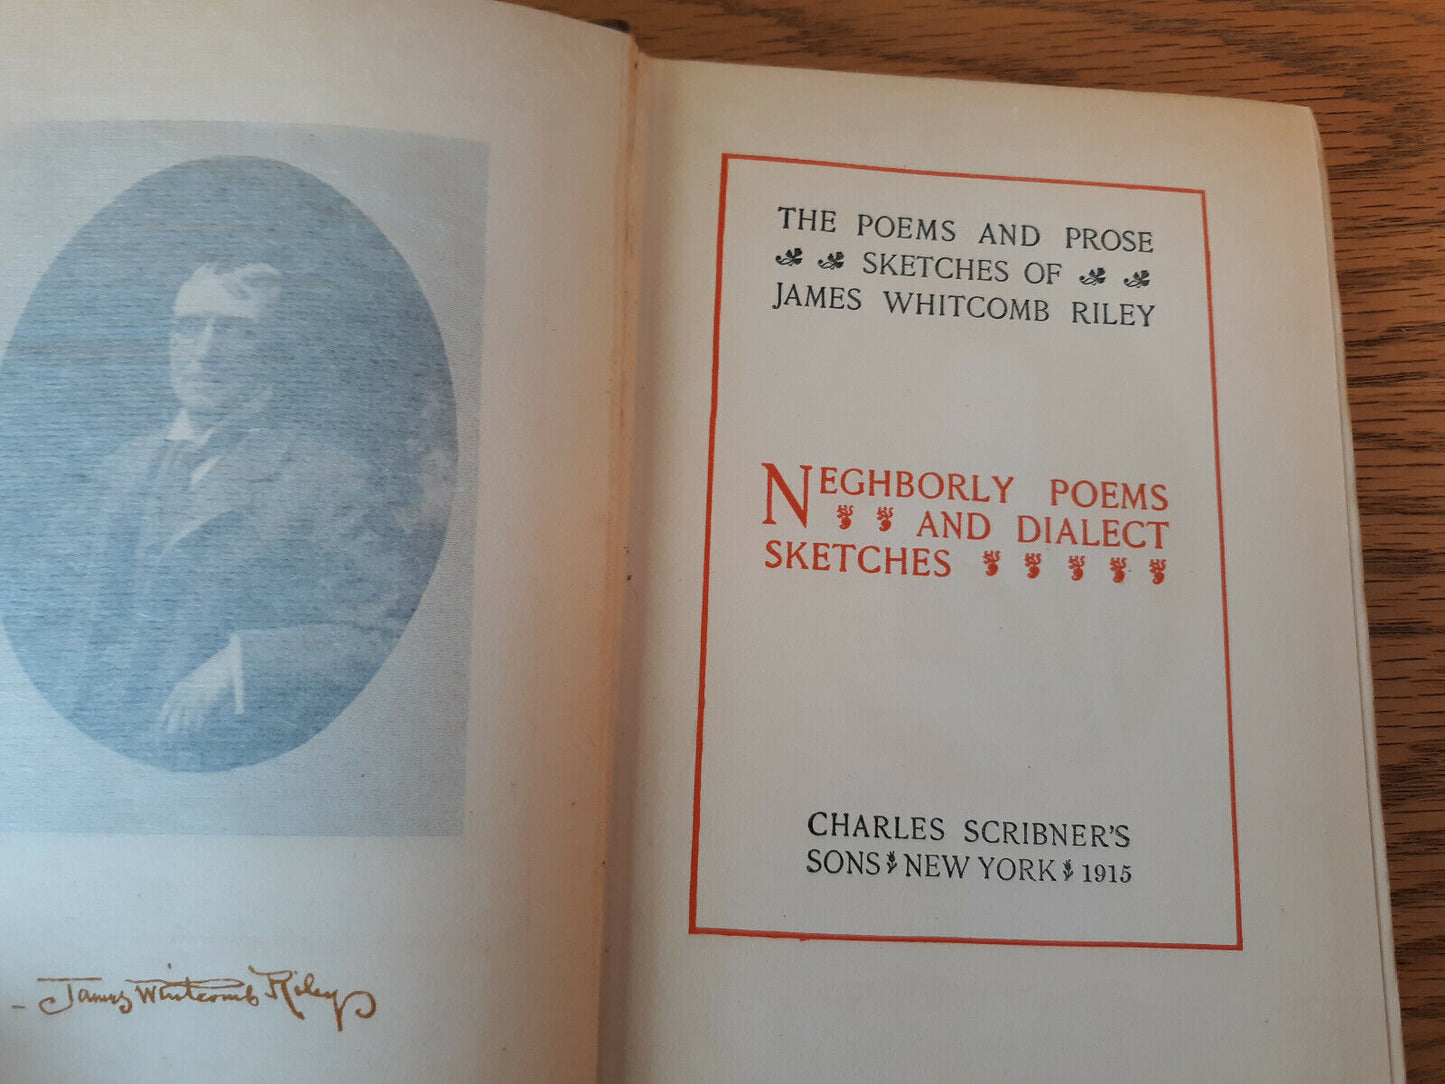 James Whitcomb Riley
THE POEMS AND PROSE
SKETCHES OF
JAMES WHITCOMB RILEY
NEGHBORLY POEMS
AND DIALECT
SKETCHES
CHARLES SCRIBNER'S
SONS NEW YORK 1915